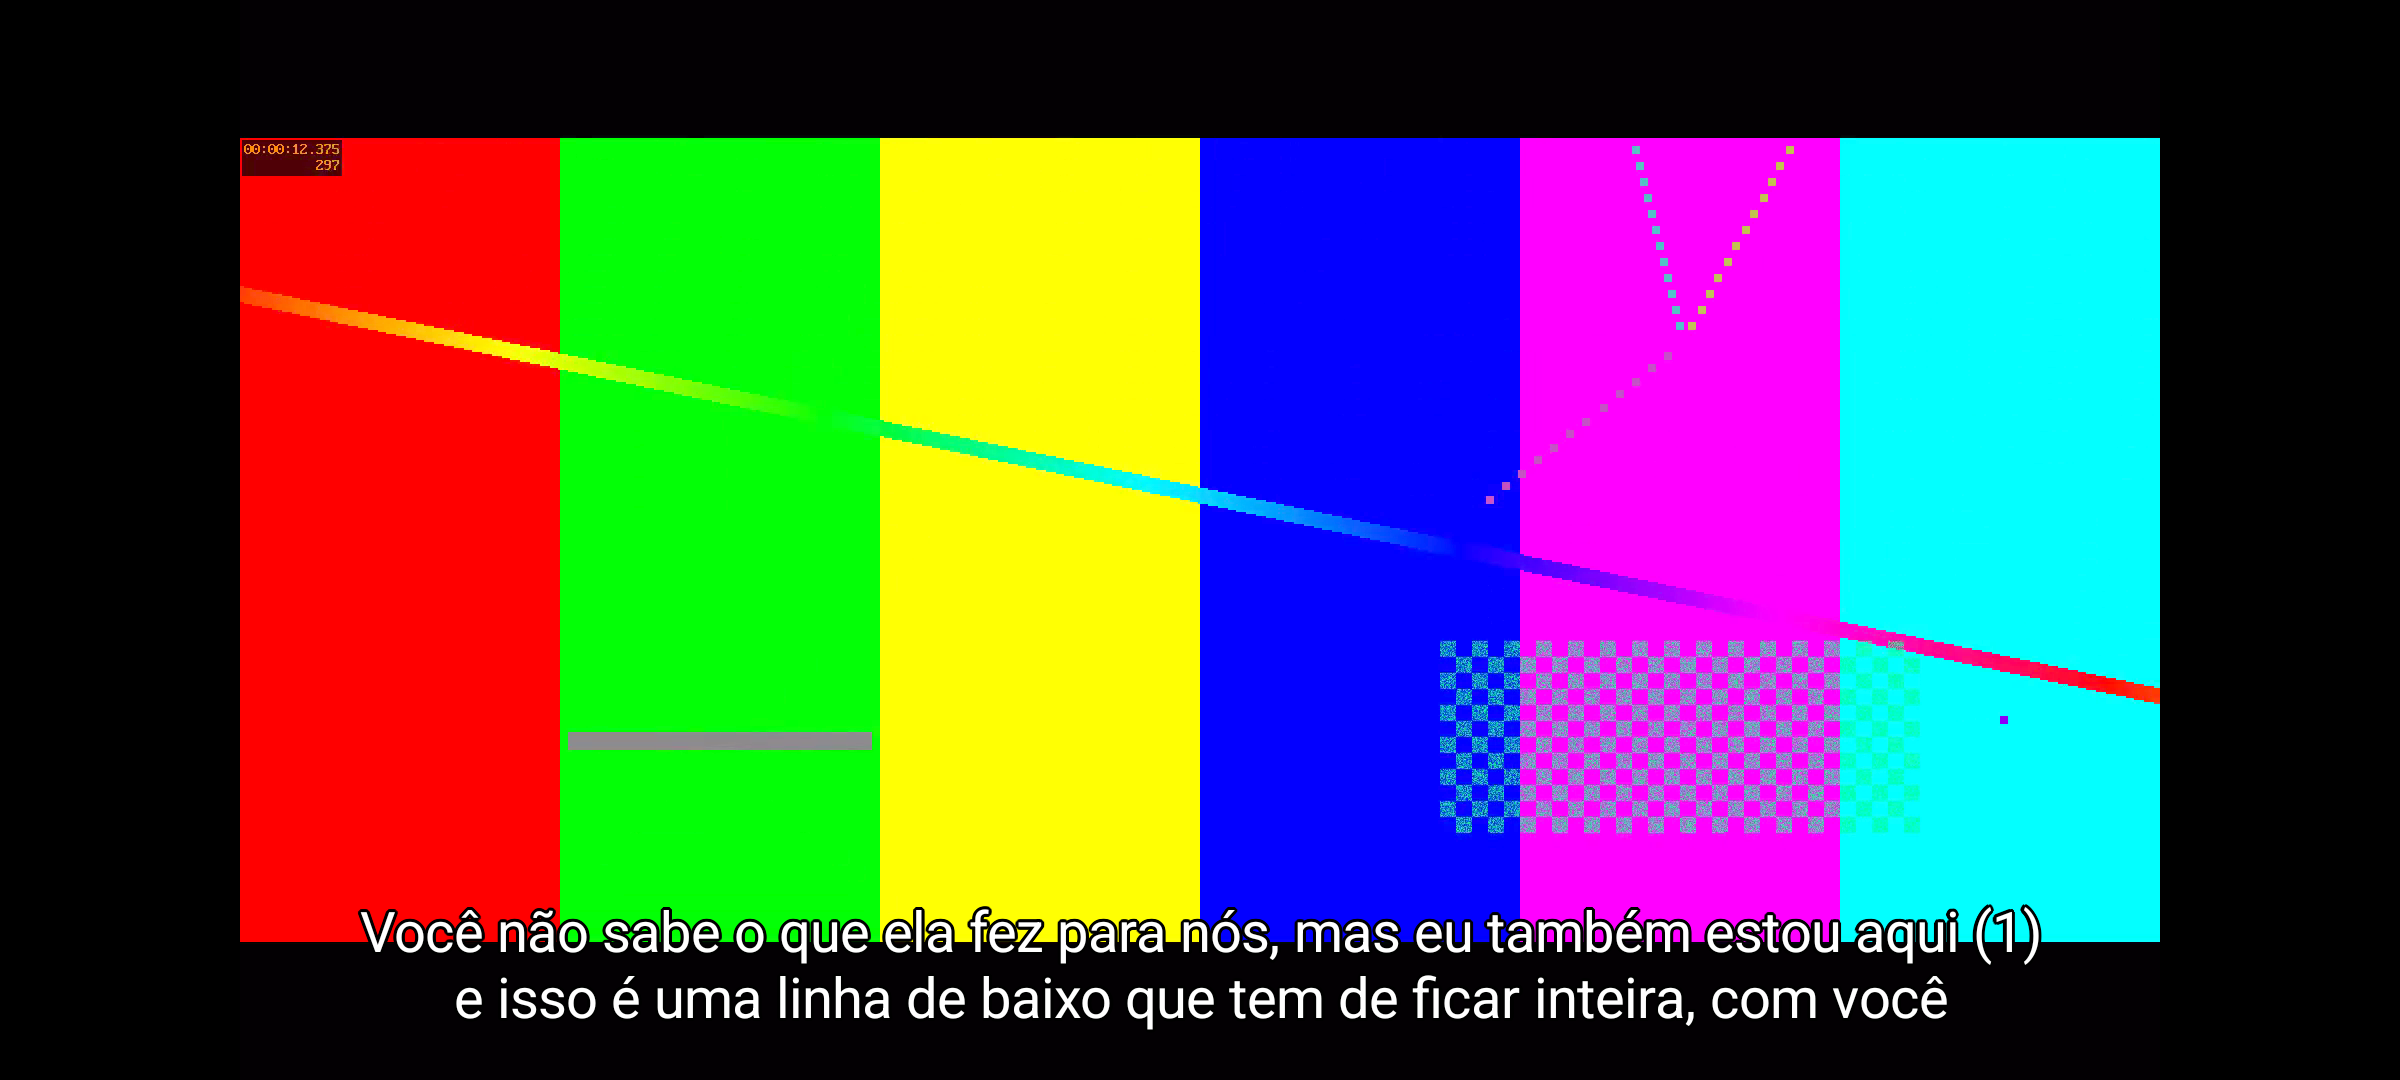 00:00:12.375
297
Você não sabe o que ela fez para nós, mas eu também estou aqui (1)
e isso é uma linha de baixo que tem de ficar inteira, com você